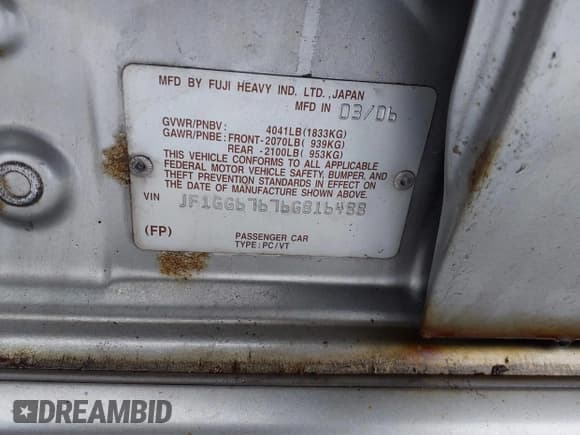 MFD BY FUJI HEAVY IND. LTD.,JAPAN
MFD IN 03/06
GVWR/PNBV: 4041LB(1833KG)
GAWR/PNBE: FRONT-2070LB( 939KG)
REAR -2100LB( 953KG)
THIS VEHICLE CONFORMS TO ALL APPLICABLE
FEDERAL MOTOR VEHICLE SAFETY, BUMPER, AND
THEFT PREVENTION STANDARDS IN EFFECT ON
THE DATE OF MANUFACTURE SHOWN ABOVE.
VIN JF1GG67676G816488
(FP) PASSENGER CAR
TYPE:PC/VT
DREAMBID